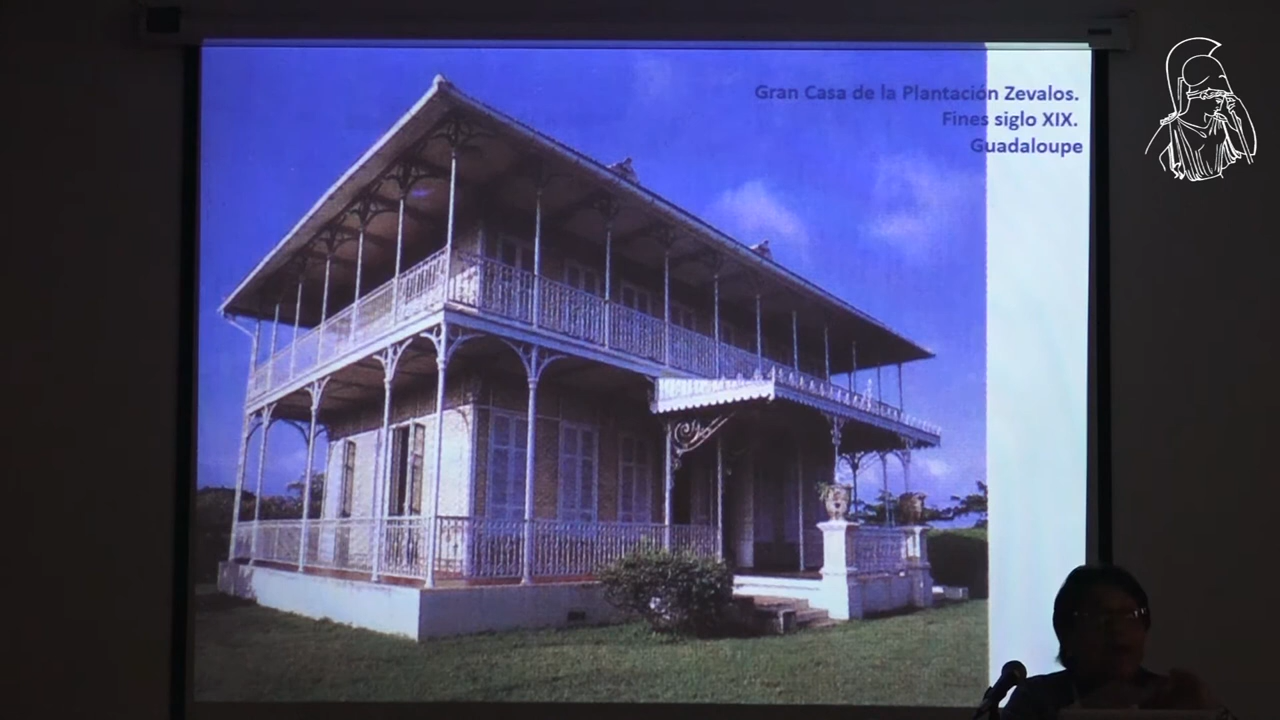 Gran Casa de la Plantación Zevalos.
Fines siglo XIX.
Guadaloupe